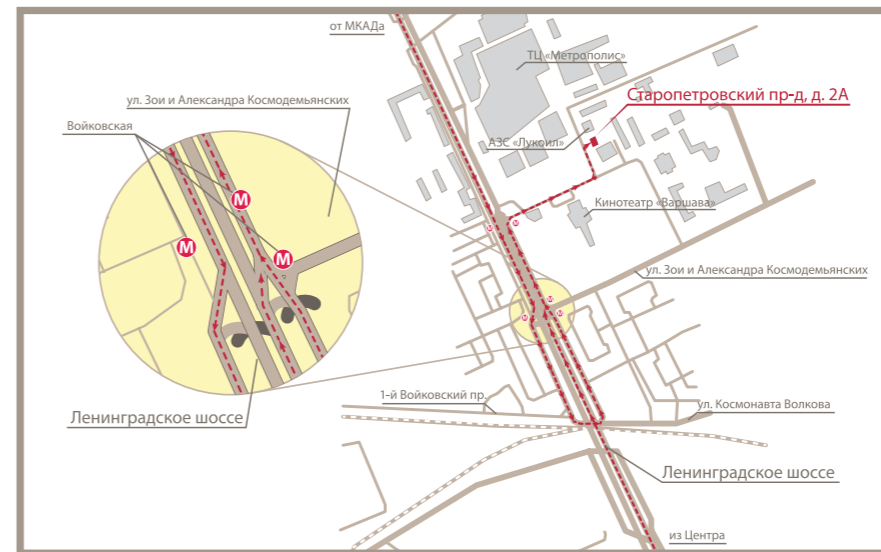 от МКАДа
ТЦ «Метрополис»
ул. Зои и Александра Космодемьянских
Старопетровский пр-д, д. 2А
Войковская
АЗС «Лукоил»
М
М
М
Кинотеатр «Варшава»
М
М
ул. Зои и Александра Космодемьянских
М
М
М
1-й Войковский пр.
ул. Космонавта Волкова
Ленинградское шоссе
Ленинградское шоссе
из Центра